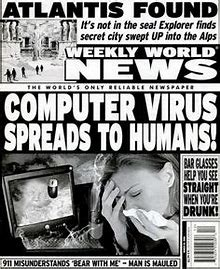 ATLANTIS FOUND
It's not in the sea! Explorer finds
secret city swept UP into the Alps
WEEKLY WORLD
NEWS
THE WORLD'S ONLY RELIABLE NEWSPAPER
COMPUTER VIRUS
SPREADS TO HUMANS!
BAR GLASSES
HELP YOU SEE
STRAIGHT
WHEN YOU'RE
DRUNK!
911 MISUNDERSTANDS 'BEAR WITH ME' – MAN IS MAULED